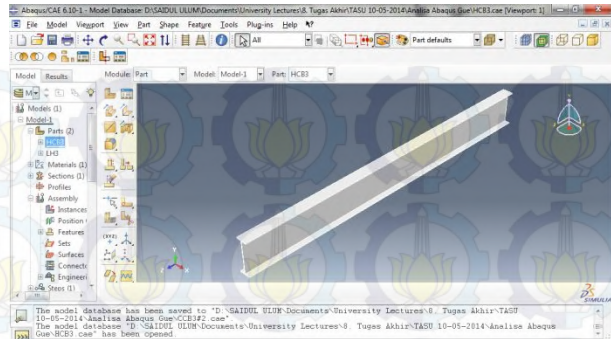 Abaqus/CAE 6.10-1 - Model Database: D:\SAIDUL ULUM\Documents\University Lectures\8. Tugas Akhir\TASU 10-05-2014\Analisa Abaqus Gue\HCB3.cae [Viewport: 1]
File Model Viewport View Part Shape Feature Tools Plug-ins Help
All
Part defaults
Model Results
Module: Part Model: Model-1 Part: HCB3
Models (1)
Model-1
Parts (2)
HCB3
LH3
Materials (1)
Sections (1)
Profiles
Assembly
Instances
Position
Features
Sets
Surfaces
Connecto
Engineeri
Steps (1)
(XYZ)
Y
Z
X
SIMULIA
The model database has been saved to "D:\SAIDUL ULUM\Documents\University Lectures\8. Tugas Akhir\TASU
10-05-2014\Analisa Abaqus Gue\CCB3#2.cae".
The model database "D:\SAIDUL ULUM\Documents\University Lectures\8. Tugas Akhir\TASU 10-05-2014\Analisa Abaqus
Gue\HCB3.cae" has been opened.